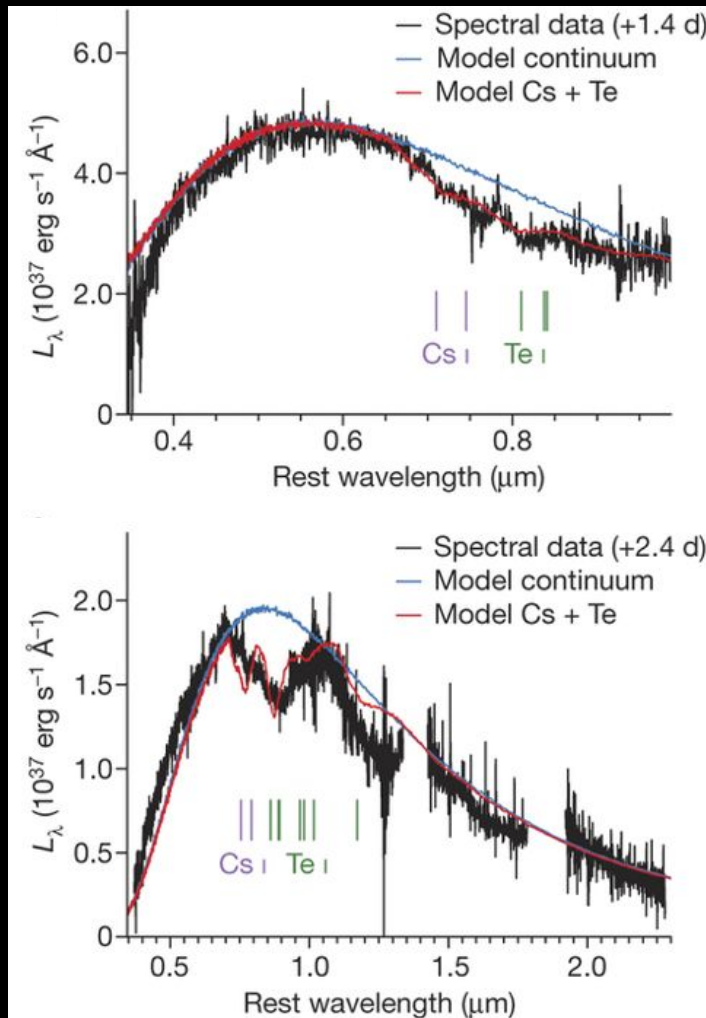 Spectral data (+1.4 d)
Model continuum
Model Cs + Te
6.0
4.0
2.0
0
L_λ (10³⁷ erg s⁻¹ Å⁻¹)
Cs I
Te I
0.4 0.6 0.8
Rest wavelength (μm)
Spectral data (+2.4 d)
Model continuum
Model Cs + Te
2.0
1.5
1.0
0.5
0
L_λ (10³⁷ erg s⁻¹ Å⁻¹)
Cs I
Te I
0.5 1.0 1.5 2.0
Rest wavelength (μm)